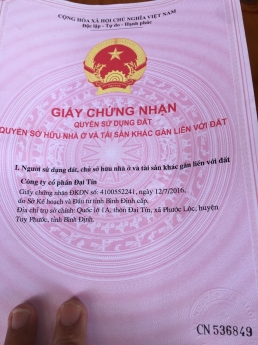 CỘNG HÒA XÃ HỘI CHỦ NGHĨA VIỆT NAM
Độc lập - Tự do - Hạnh phúc
GIẤY CHỨNG NHẬN
QUYỀN SỬ DỤNG ĐẤT
QUYỀN SỞ HỮU NHÀ Ở VÀ TÀI SẢN KHÁC GẮN LIỀN VỚI ĐẤT
I. Người sử dụng đất, chủ sở hữu nhà ở và tài sản khác gắn liền với đất
Công ty cổ phần Đại Tín
Giấy chứng nhận ĐKDN số: 4100552241, ngày 12/7/2016,
do Sở Kế hoạch và Đầu tư tỉnh Bình Định cấp.
Địa chỉ trụ sở chính: Quốc lộ 1A, thôn Đại Tín, xã Phước Lộc, huyện
Tuy Phước, tỉnh Bình Định.
CN 536849